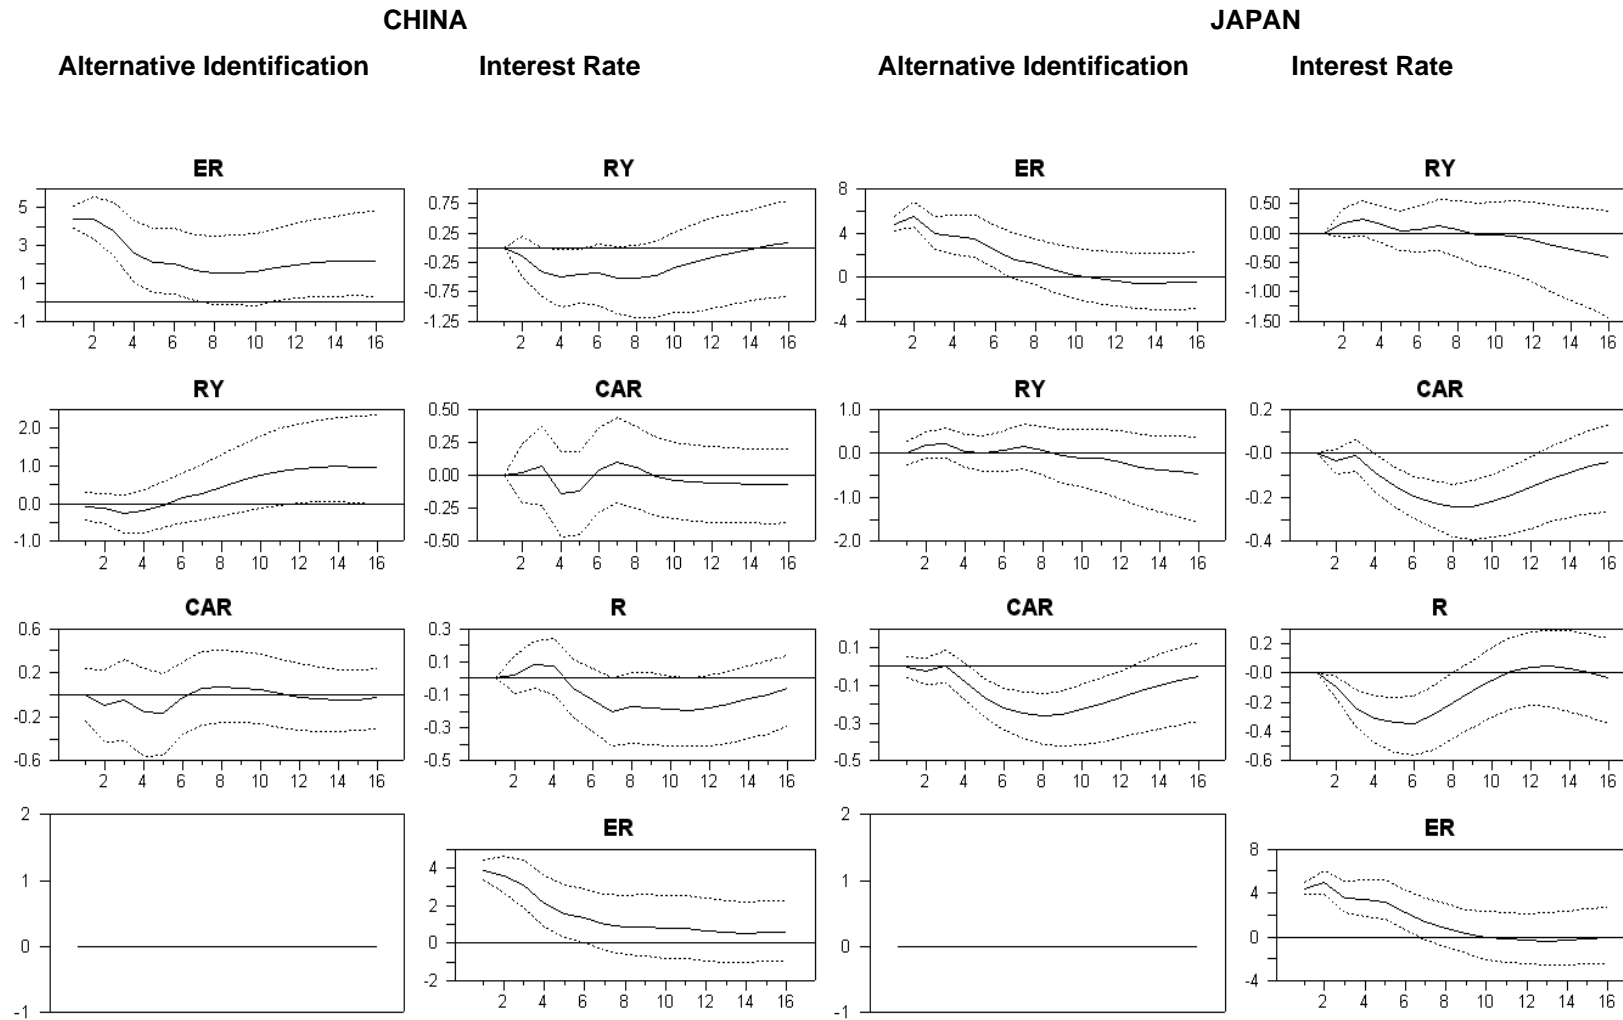 CHINA JAPAN
Alternative Identification Interest Rate Alternative Identification Interest Rate
ER RY ER RY
5 3 1 -1
2 4 6 8 10 12 14 16
0.75 0.25 -0.25 -0.75 -1.25
2 4 6 8 10 12 14 16
8 4 0 -4
2 4 6 8 10 12 14 16
0.50 0.00 -0.50 -1.00 -1.50
2 4 6 8 10 12 14 16
RY CAR RY CAR
2.0 1.0 0.0 -1.0
2 4 6 8 10 12 14 16
0.50 0.25 0.00 -0.25 -0.50
2 4 6 8 10 12 14 16
1.0 0.0 -1.0 -2.0
2 4 6 8 10 12 14 16
0.2 -0.0 -0.2 -0.4
2 4 6 8 10 12 14 16
CAR R CAR R
0.6 0.2 -0.2 -0.6
2 4 6 8 10 12 14 16
0.3 0.1 -0.1 -0.3 -0.5
2 4 6 8 10 12 14 16
0.1 -0.1 -0.3 -0.5
2 4 6 8 10 12 14 16
0.2 -0.0 -0.2 -0.4 -0.6
2 4 6 8 10 12 14 16
2 1 0 -1
ER
4 2 0 -2
2 4 6 8 10 12 14 16
2 1 0 -1
ER
8 4 0 -4
2 4 6 8 10 12 14 16